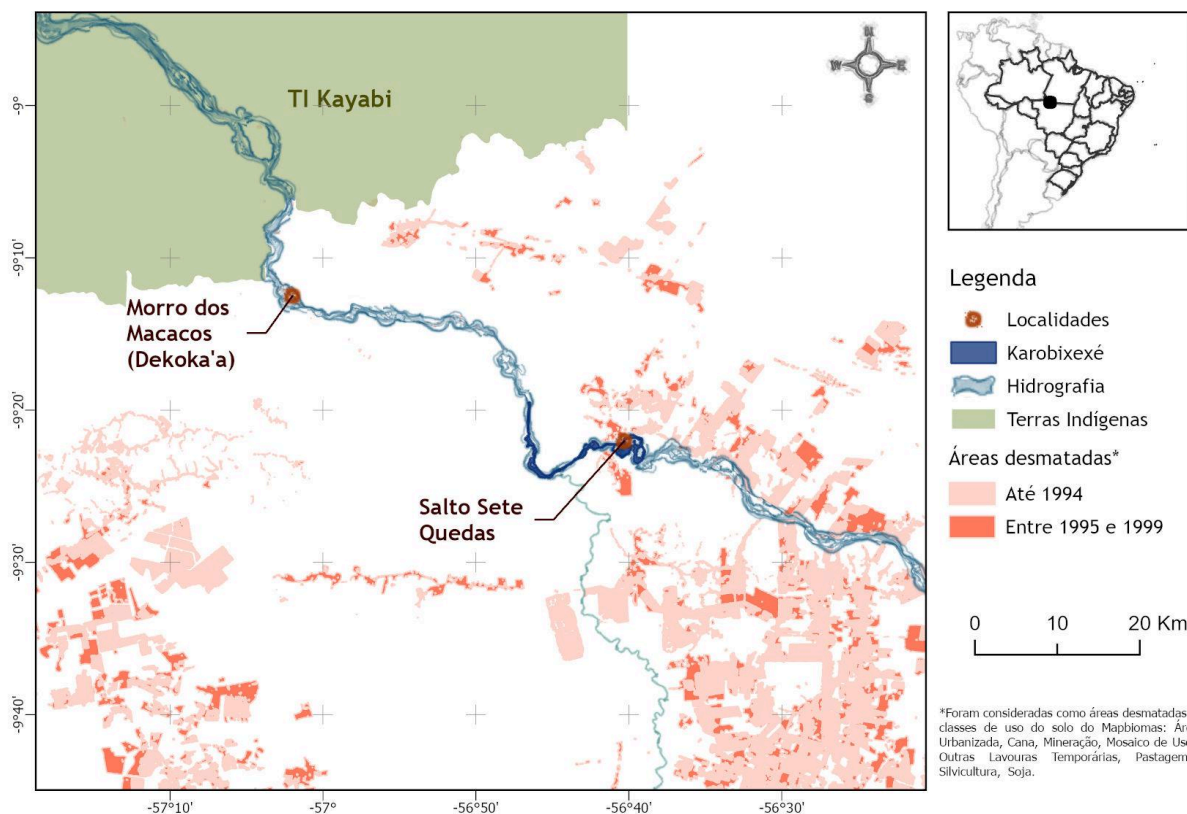 TI Kayabi
Morro dos
Macacos
(Dekoka'a)
Salto Sete
Quedas
N
W
E
S
-9°
-9°10'
-9°20'
-9°30'
-9°40'
-57°10'
-57°
-56°50'
-56°40'
-56°30'
Legenda
Localidades
Karobixexé
Hidrografia
Terras Indígenas
Áreas desmatadas*
Até 1994
Entre 1995 e 1999
0 10 20 Km
*Foram consideradas como áreas desmatadas
classes de uso do solo do Mapbiomas:
Urbanizada, Cana, Mineração, Mosaico de
Outras Lavouras Temporárias,
Silvicultura, Soja.